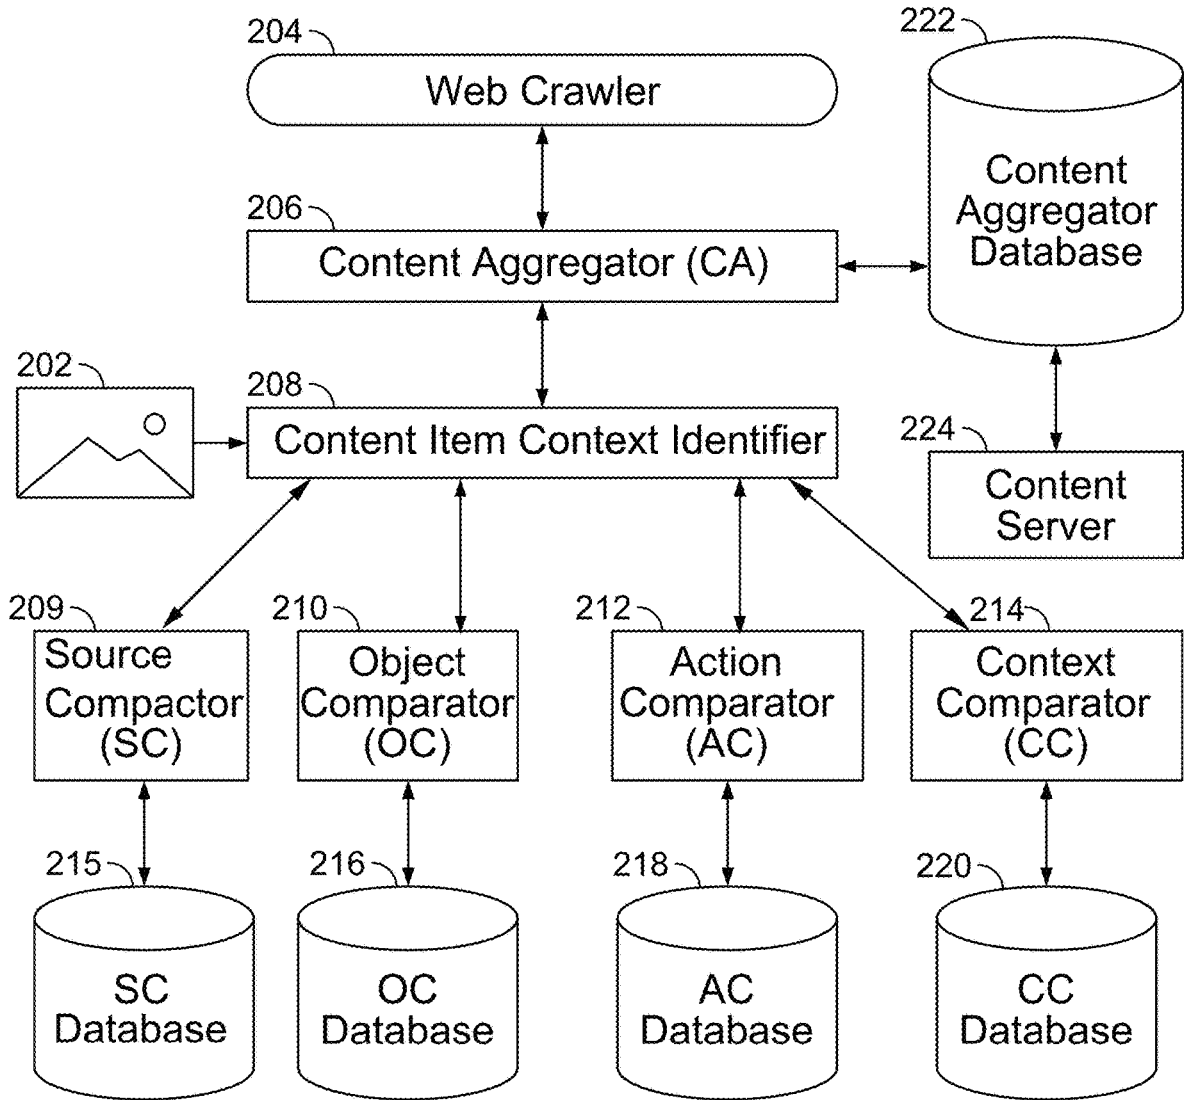 204
Web Crawler
222
Content
Aggregator
Database
206
Content Aggregator (CA)
202
208
Content Item Context Identifier
224
Content
Server
209
Source
Compactor
(SC)
210
Object
Comparator
(OC)
212
Action
Comparator
(AC)
214
Context
Comparator
(CC)
215
SC
Database
216
OC
Database
218
AC
Database
220
CC
Database